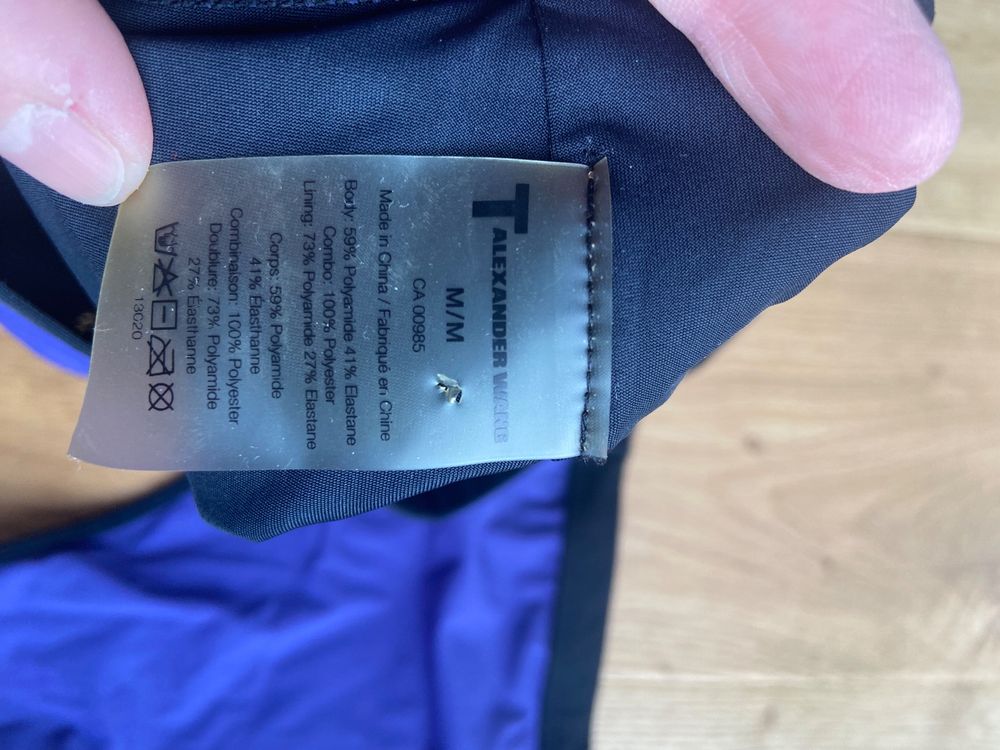 T
ALEXANDER WANG
M/M
CA 00985
Made in China / Fabriqué en Chine
Body: 59% Polyamide 41% Elastane
Combo: 100% Polyester
Lining: 73% Polyamide 27% Elastane
Corps: 59% Polyamide
41% Élasthanne
Combinaison: 100% Polyester
Doublure: 73% Polyamide
27% Élasthanne
13C20